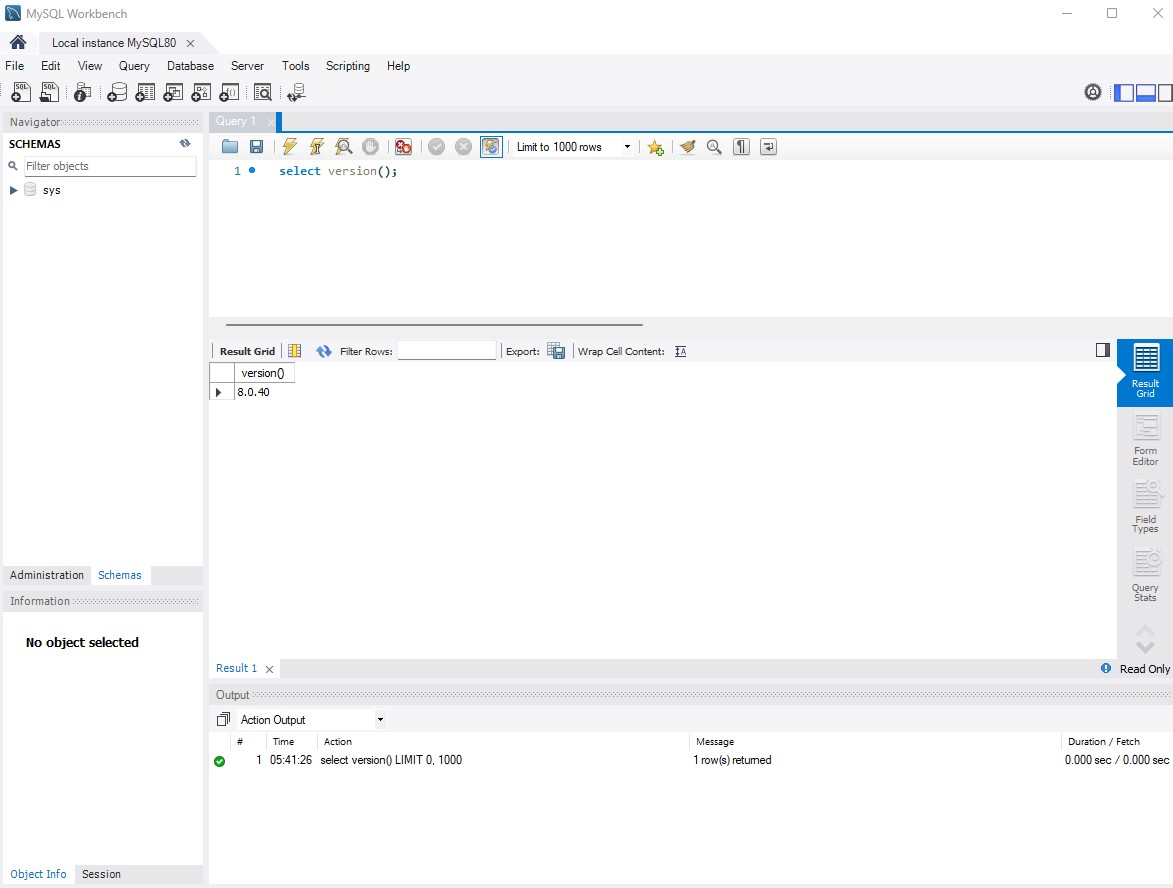 MySQL Workbench
Local instance MySQL80
File Edit View Query Database Server Tools Scripting Help
Navigator
SCHEMAS
Filter objects
sys
Administration Schemas
Information
No object selected
Object Info Session
Query 1
Limit to 1000 rows
1 select version();
Result Grid Filter Rows: Export: Wrap Cell Content:
version()
8.0.40
Result
Grid
Form
Editor
Field
Types
Query
Stats
Result 1 Read Only
Output
Action Output
# Time Action Message Duration / Fetch
1 05:41:26 select version() LIMIT 0, 1000 1 row(s) returned 0.000 sec / 0.000 sec